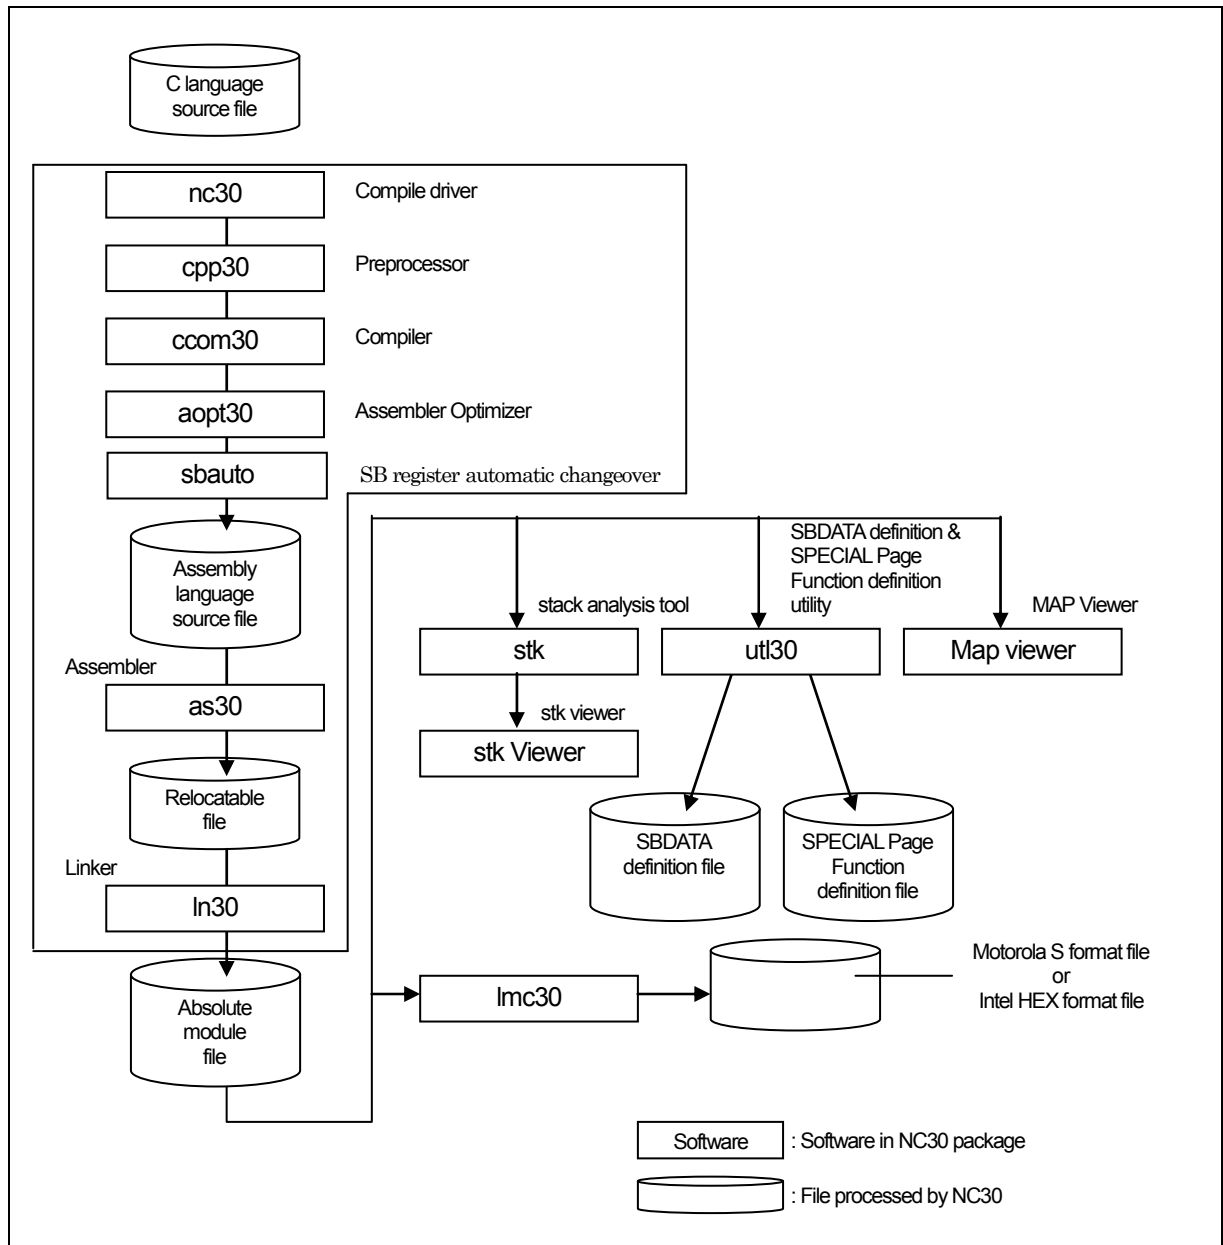 C language
source file
nc30
Compile driver
cpp30
Preprocessor
ccom30
Compiler
aopt30
Assembler Optimizer
sbauto
SB register automatic changeover
Assembly
language
source file
Assembler
as30
Relocatable
file
Linker
ln30
Absolute
module
file
stack analysis tool
stk
stk viewer
stk Viewer
SBDATA definition &
SPECIAL Page
Function definition
utility
utl30
MAP Viewer
Map viewer
SBDATA
definition file
SPECIAL Page
Function
definition file
lmc30
Motorola S format file
or
Intel HEX format file
Software
: Software in NC30 package
: File processed by NC30